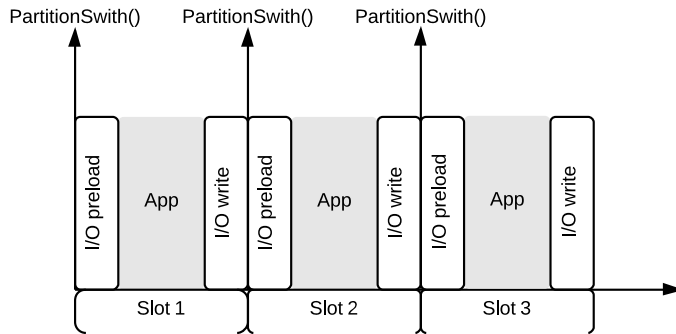 PartitionSwith() PartitionSwith() PartitionSwith()
I/O preload App I/O write I/O preload App I/O write I/O preload App I/O write
Slot 1 Slot 2 Slot 3